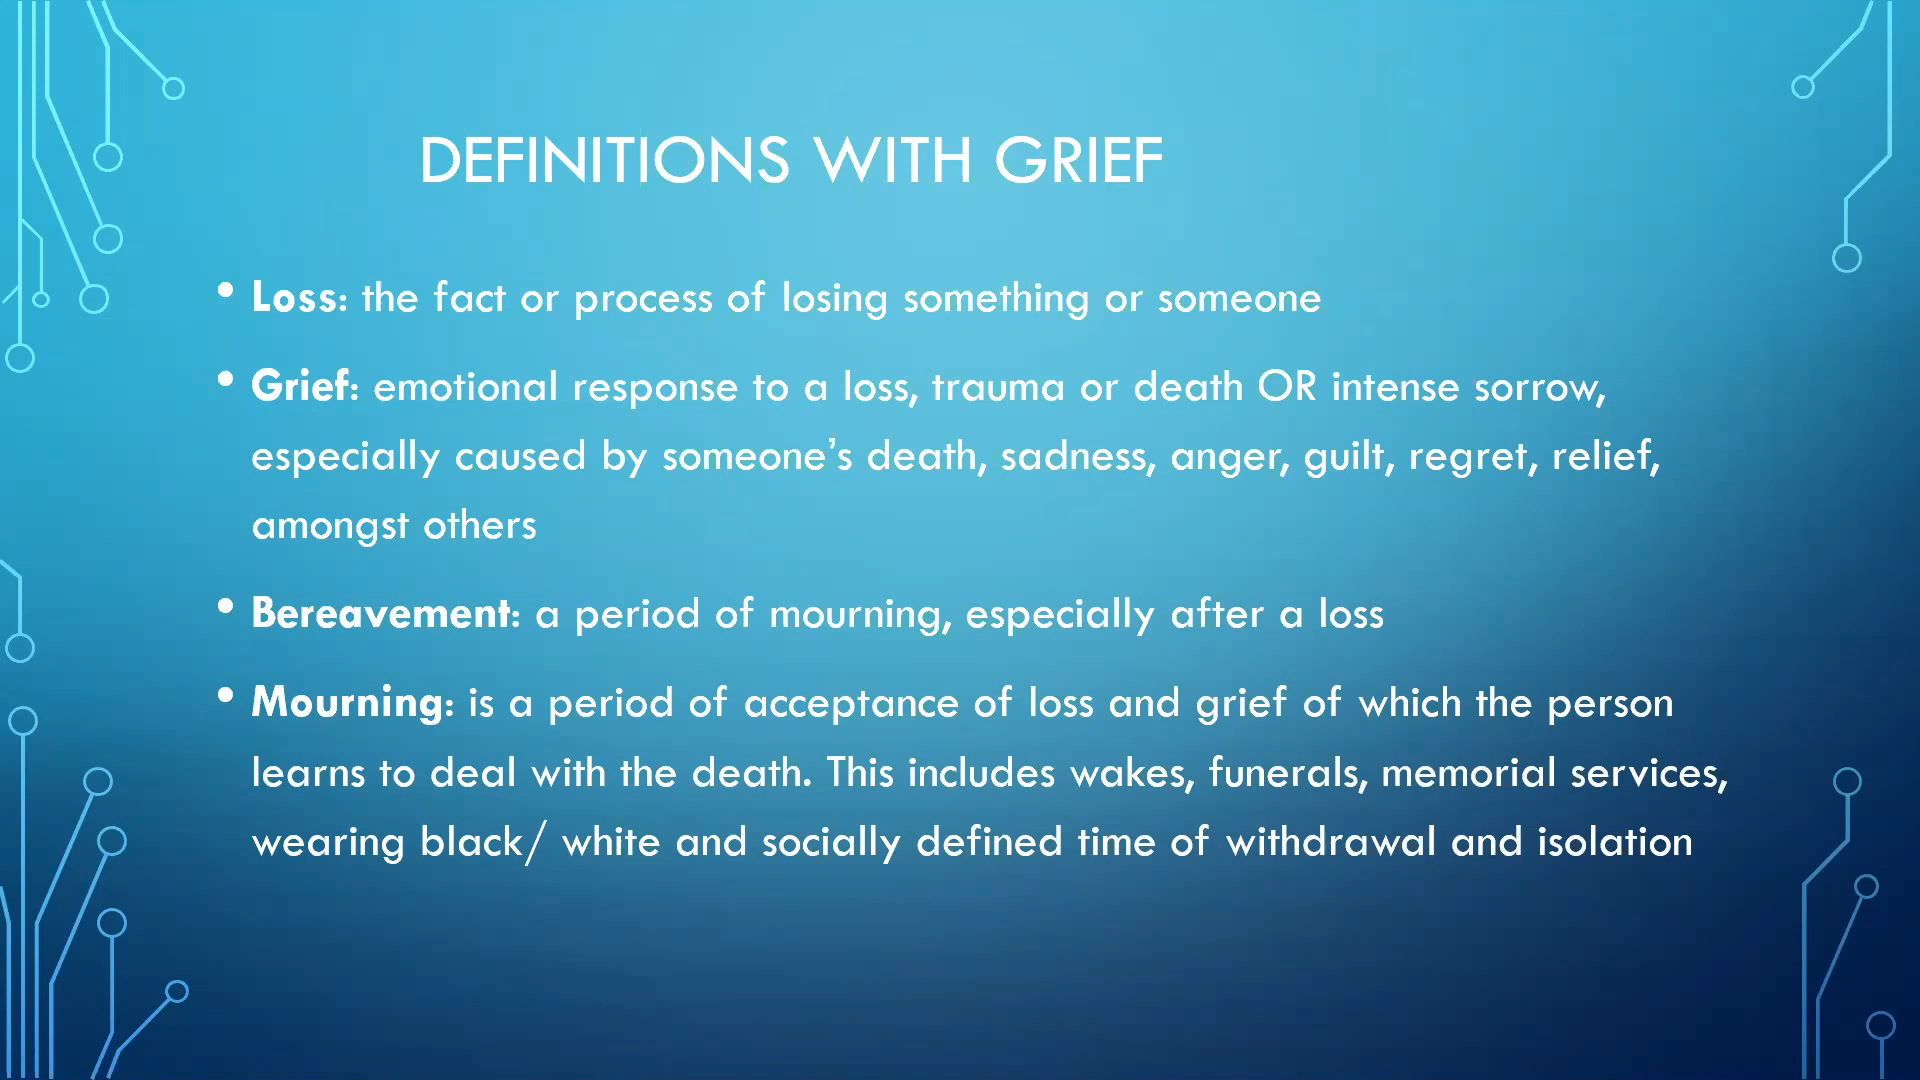 DEFINITIONS WITH GRIEF
• Loss: the fact or process of losing something or someone
• Grief: emotional response to a loss, trauma or death OR intense sorrow,
especially caused by someone’s death, sadness, anger, guilt, regret, relief,
amongst others
• Bereavement: a period of mourning, especially after a loss
• Mourning: is a period of acceptance of loss and grief of which the person
learns to deal with the death. This includes wakes, funerals, memorial services,
wearing black/ white and socially defined time of withdrawal and isolation